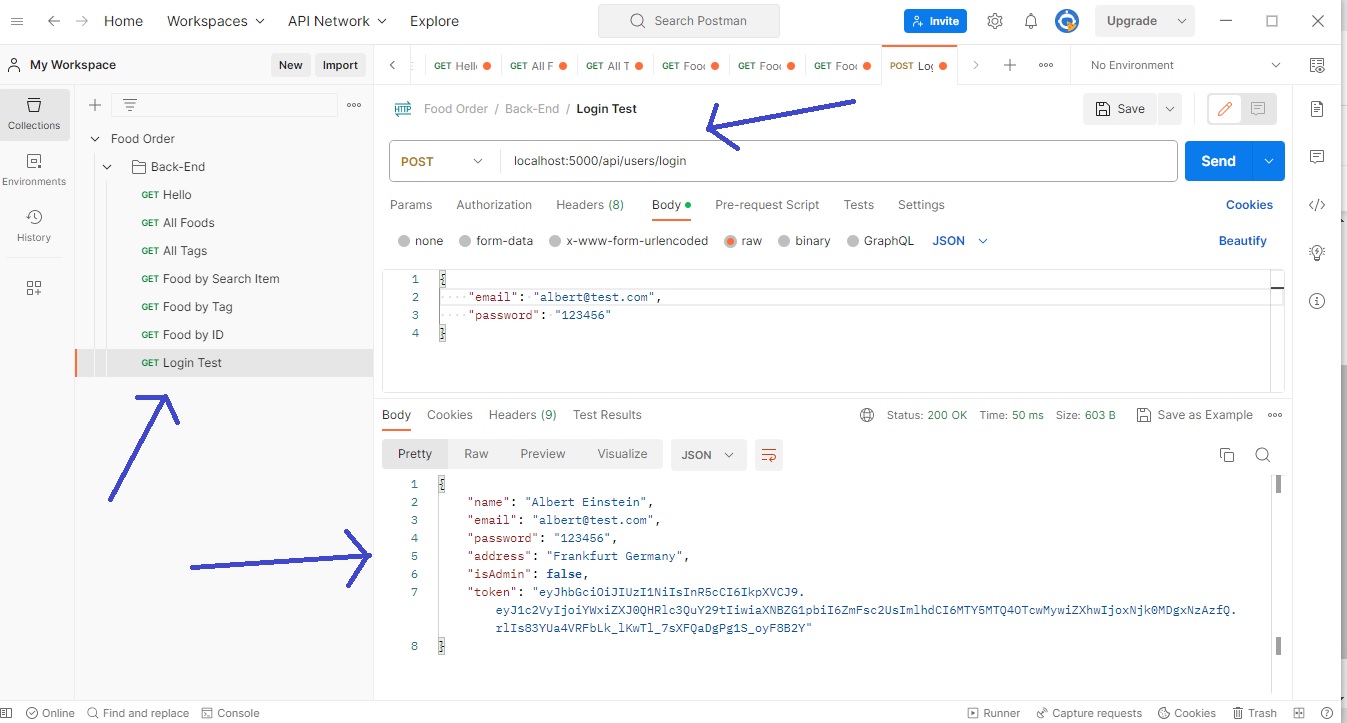 Home Workspaces API Network Explore Search Postman Invite Upgrade
My Workspace New Import
GET Hell GET All F GET All T GET Food GET Food GET Food POST Log No Environment
Collections
Environments
History
Food Order
Back-End
GET Hello
GET All Foods
GET All Tags
GET Food by Search Item
GET Food by Tag
GET Food by ID
GET Login Test
HTTP Food Order / Back-End / Login Test Save
POST localhost:5000/api/users/login Send
Params Authorization Headers (8) Body Pre-request Script Tests Settings Cookies
none form-data x-www-form-urlencoded raw binary GraphQL JSON Beautify
1 {
2 "email": "albert@test.com",
3 "password": "123456"
4 }
Body Cookies Headers (9) Test Results Status: 200 OK Time: 50 ms Size: 603 B Save as Example
Pretty Raw Preview Visualize JSON
1 {
2 "name": "Albert Einstein",
3 "email": "albert@test.com",
4 "password": "123456",
5 "address": "Frankfurt Germany",
6 "isAdmin": false,
7 "token": "eyJhbGciOiJIUzI1NiIsInR5cCI6IkpXVCJ9.
eyJ1c2VyIjoiYWxiZXJ0QHRlc3QuY29tIiwiaXNBZG1pbiI6ZmFsc2UsImlhdCI6MTY5MTQ4OTcwMywiZXhwIjoxNjk0MDgxNzAzfQ.
rlIs83YUa4VRFbLk_lKwTl_7sXFQaDgPg1S_oyF8B2Y"
8 }
Online Find and replace Console Runner Capture requests Cookies Trash